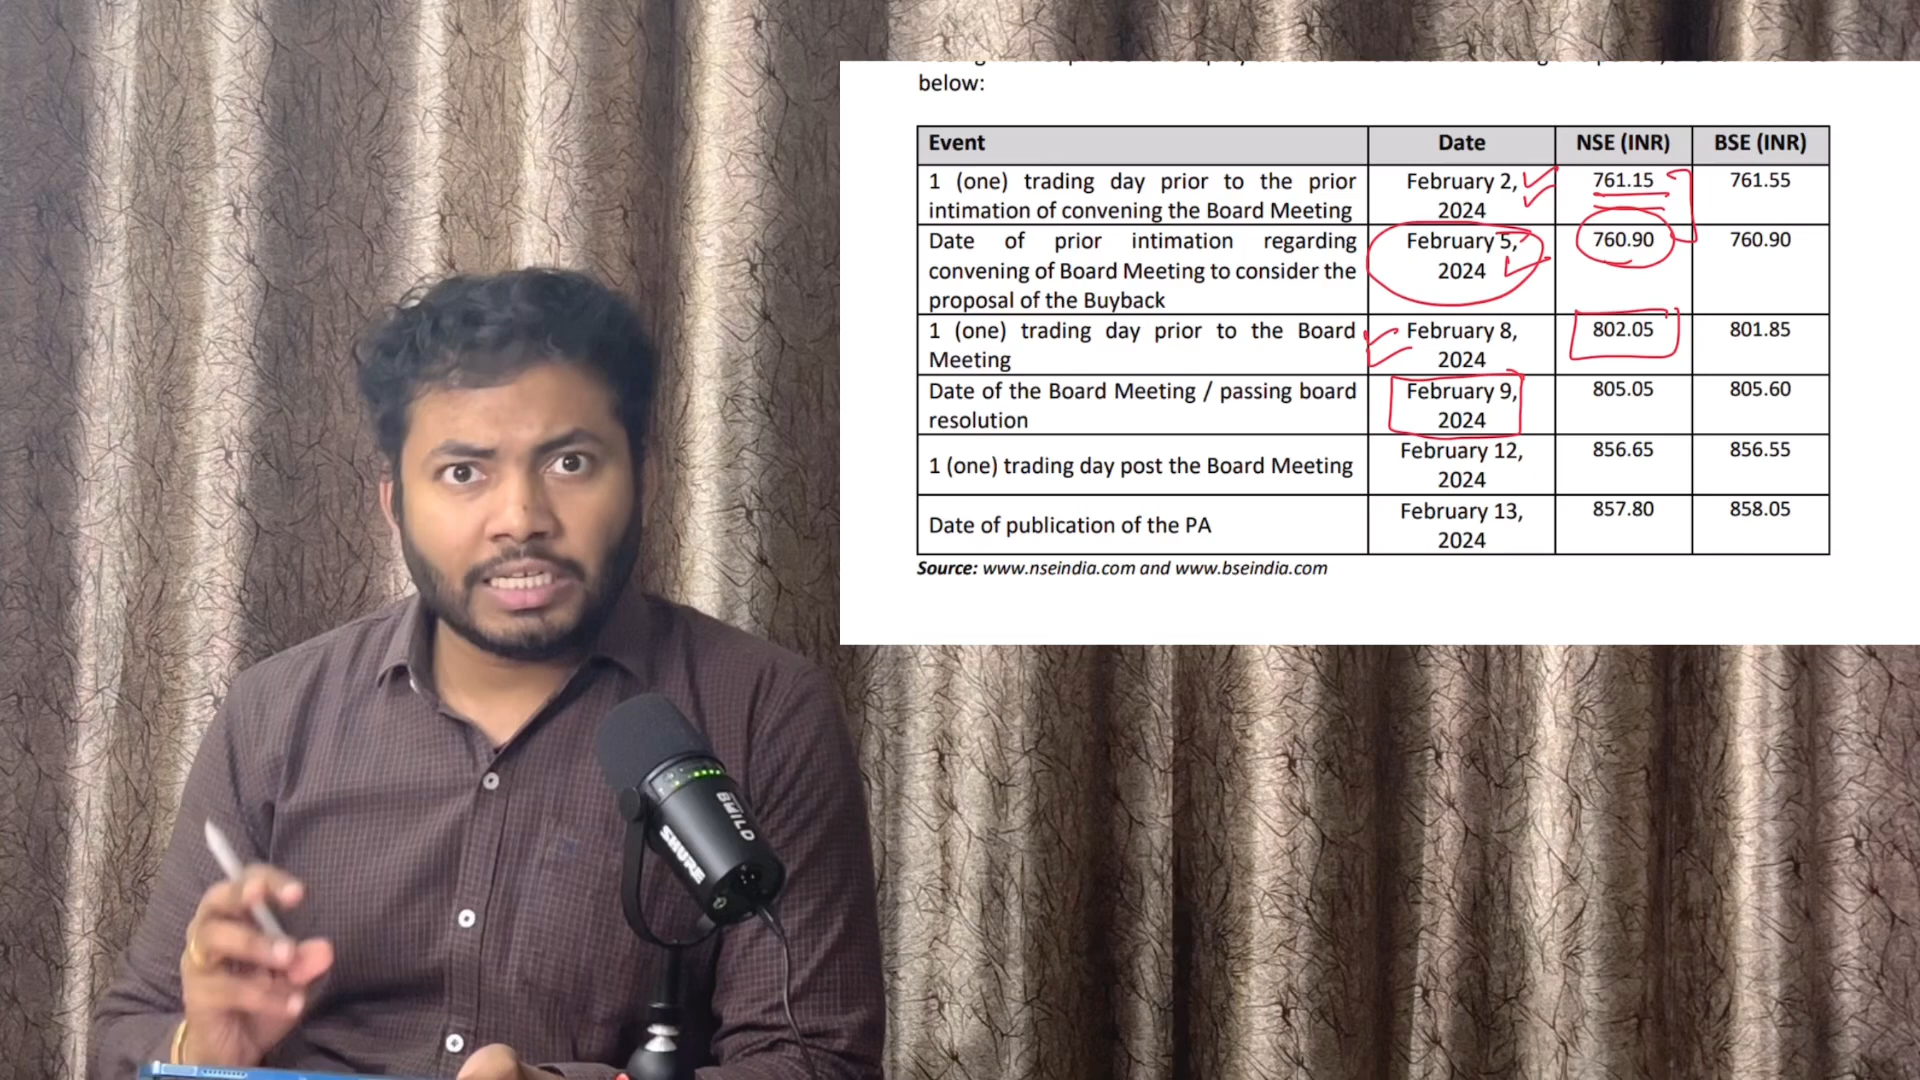 below:
Event Date NSE (INR) BSE (INR)
1 (one) trading day prior to the prior intimation of convening the Board Meeting February 2, 2024 761.15 761.55
Date of prior intimation regarding convening of Board Meeting to consider the proposal of the Buyback February 5, 2024 760.90 760.90
1 (one) trading day prior to the Board Meeting February 8, 2024 802.05 801.85
Date of the Board Meeting / passing board resolution February 9, 2024 805.05 805.60
1 (one) trading day post the Board Meeting February 12, 2024 856.65 856.55
Date of publication of the PA February 13, 2024 857.80 858.05
Source: www.nseindia.com and www.bseindia.com
SHURE